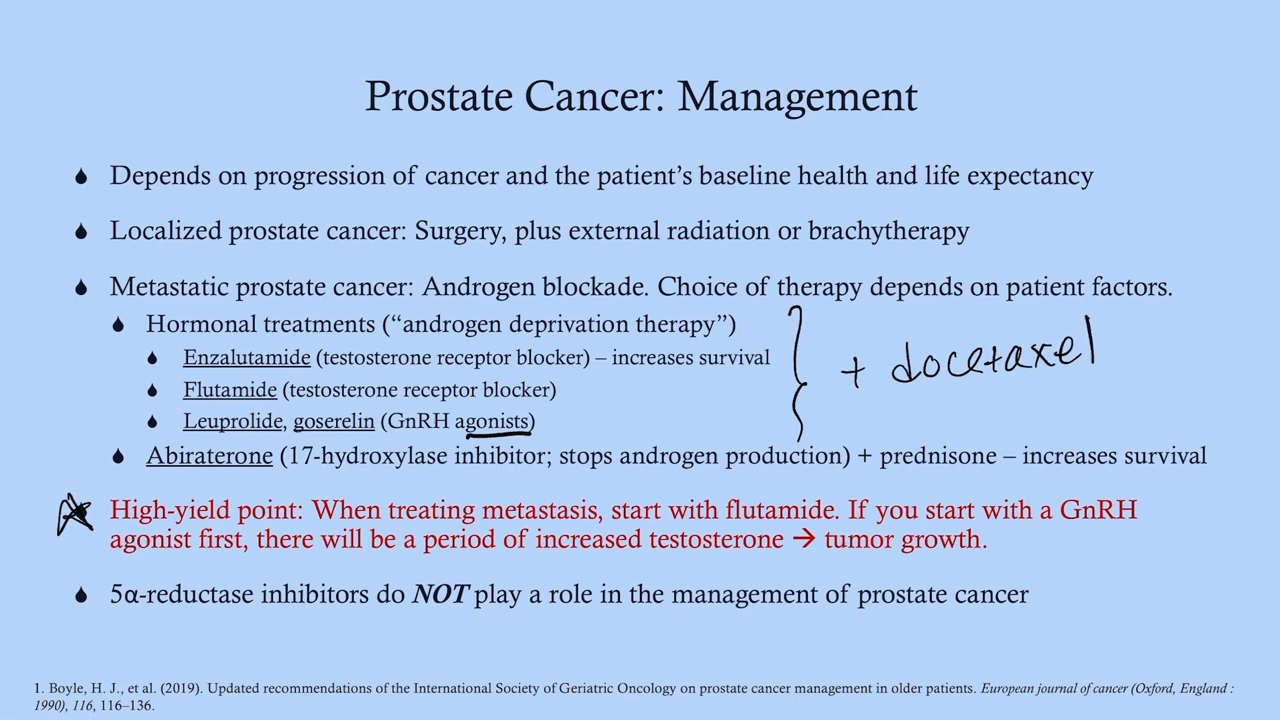 Prostate Cancer: Management
Depends on progression of cancer and the patient’s baseline health and life expectancy
Localized prostate cancer: Surgery, plus external radiation or brachytherapy
Metastatic prostate cancer: Androgen blockade. Choice of therapy depends on patient factors.
Hormonal treatments (“androgen deprivation therapy”)
Enzalutamide (testosterone receptor blocker) – increases survival
+ docetaxel
Flutamide (testosterone receptor blocker)
Leuprolide, goserelin (GnRH agonists)
Abiraterone (17-hydroxylase inhibitor; stops androgen production) + prednisone – increases survival
High-yield point: When treating metastasis, start with flutamide. If you start with a GnRH
agonist first, there will be a period of increased testosterone → tumor growth.
5α-reductase inhibitors do NOT play a role in the management of prostate cancer
1. Boyle, H. J., et al. (2019). Updated recommendations of the International Society of Geriatric Oncology on prostate cancer management in older patients. European journal of cancer (Oxford, England :
1990), 116, 116–136.